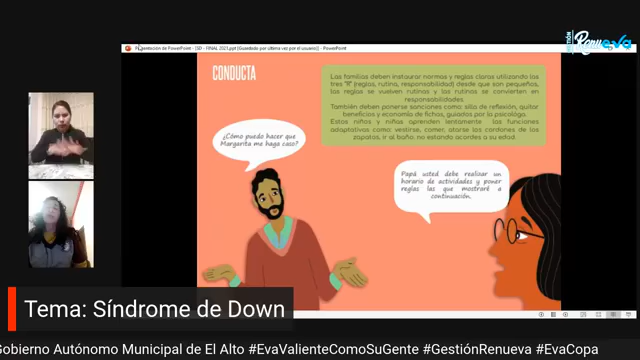 GESTIÓN
Renueva
Presentación de PowerPoint - [SD - FINAL 2021.ppt [Guardado por última vez por el usuario]] - PowerPoint
CONDUCTA
Las familias deben instaurar normas y reglas claras utilizando las
tres "R" (reglas, rutina, responsabilidad) desde que son pequeños,
las reglas se vuelven rutinas y las rutinas se convierten en
responsabilidades.
También deben ponerse sanciones como: silla de reflexión, quitar
beneficios y economía de fichas, guiadas por la psicóloga.
Estos niños y niñas aprenden lentamente las funciones
adaptativas como: vestirse, comer, atarse los cordones de los
zapatos, ir al baño; no estando acordes a su edad.
¿Cómo puedo hacer que
Margarita me haga caso?
Papá usted debe realizar un
horario de actividades y poner
reglas las que mostraré a
continuación.
Tema: Síndrome de Down
Gobierno Autónomo Municipal de El Alto #EvaValienteComoSuGente #GestiónRenueva #EvaCopa